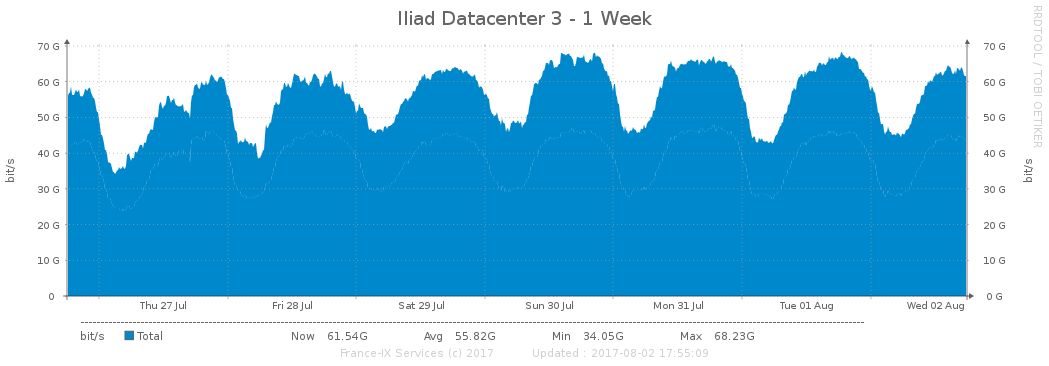 Iliad Datacenter 3 - 1 Week
RRDTOOL / TOBI OETIKER
70 G 70 G
60 G 60 G
50 G 50 G
40 G 40 G
bit/s bit/s
30 G 30 G
20 G 20 G
10 G 10 G
0 0 G
Thu 27 Jul Fri 28 Jul Sat 29 Jul Sun 30 Jul Mon 31 Jul Tue 01 Aug Wed 02 Aug
bit/s Total Now 61.54G Avg 55.82G Min 34.05G Max 68.23G
France-IX Services (c) 2017 Updated : 2017-08-02 17:55:09